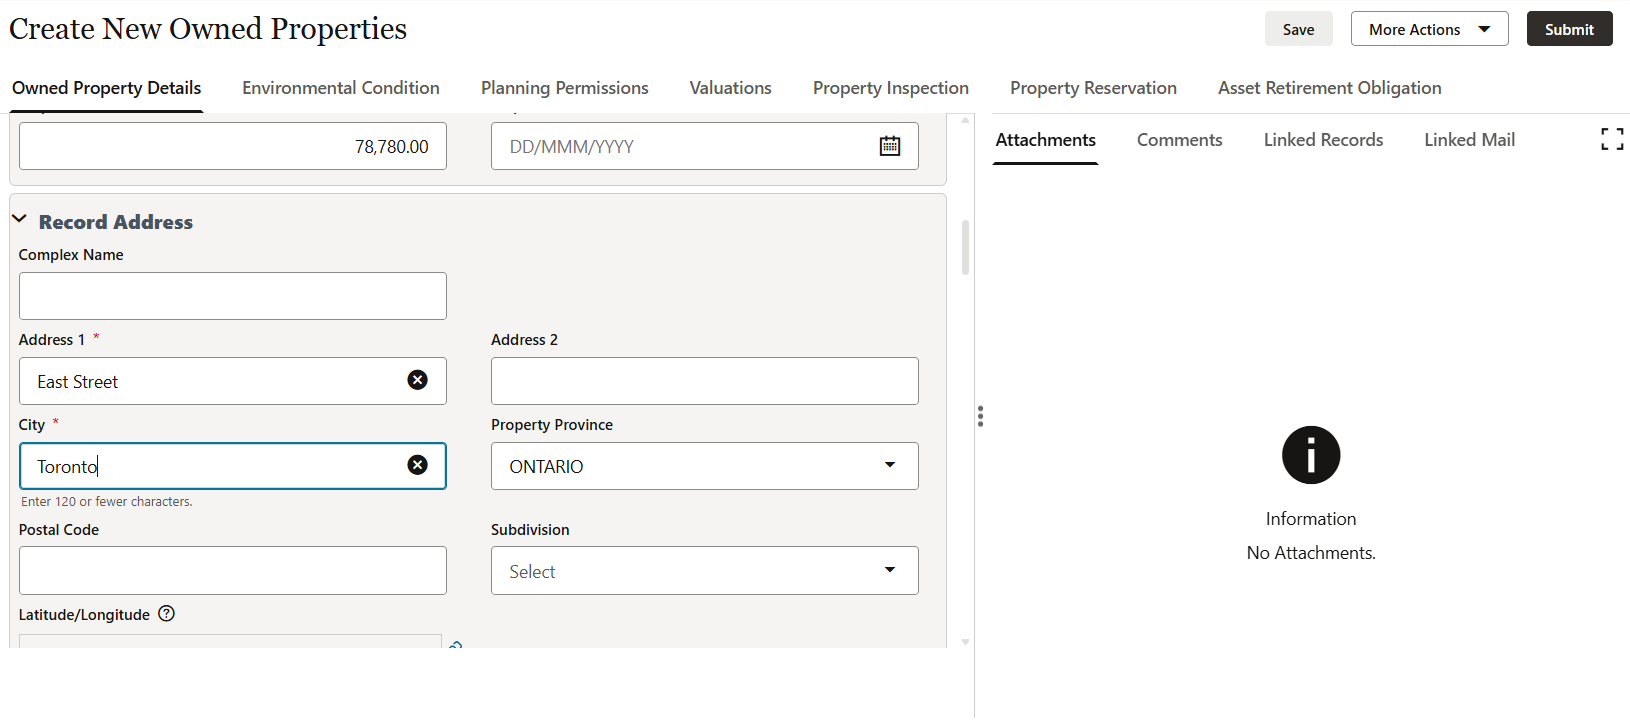 Create New Owned Properties
Save
More Actions
Submit
Owned Property Details
Environmental Condition
Planning Permissions
Valuations
Property Inspection
Property Reservation
Asset Retirement Obligation
78,780.00
DD/MMM/YYYY
Attachments
Comments
Linked Records
Linked Mail
Record Address
Complex Name
Address 1 *
Address 2
East Street
City *
Property Province
Toronto
ONTARIO
Enter 120 or fewer characters.
Postal Code
Subdivision
Select
Latitude/Longitude
Information
No Attachments.